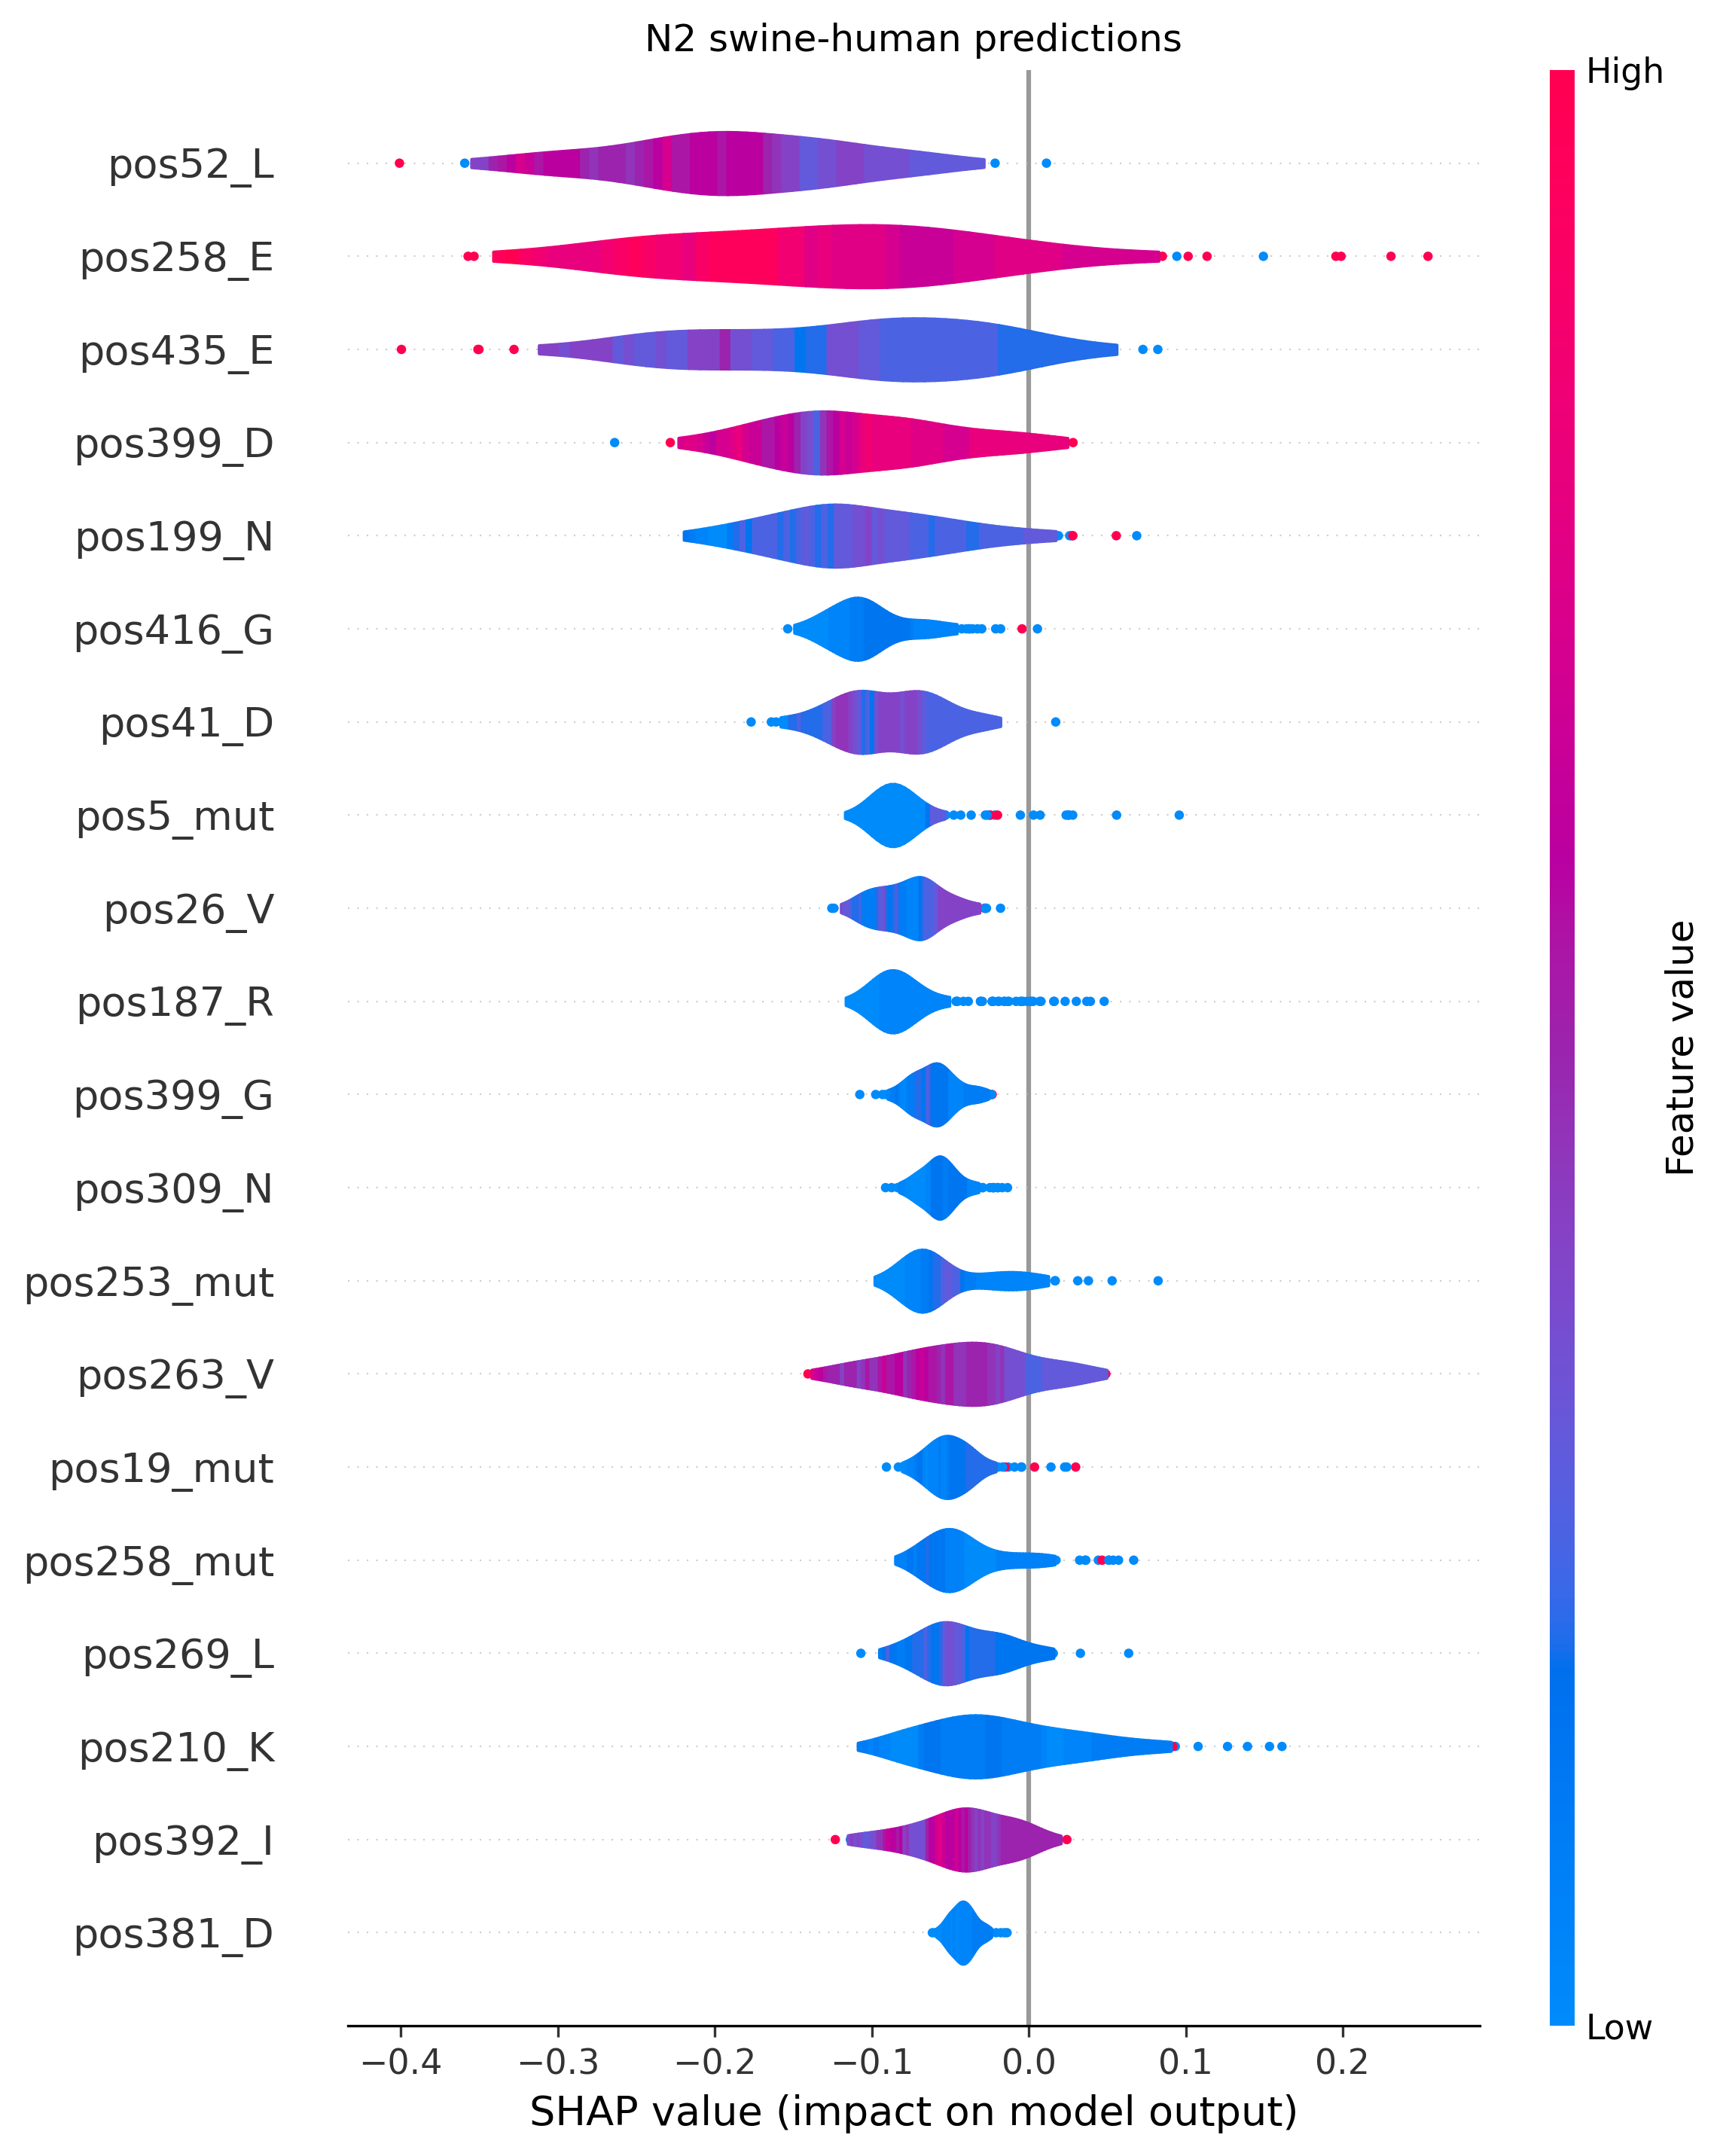 N2 swine-human predictions
High
pos52_L
pos258_E
pos435_E
pos399_D
pos199_N
pos416_G
pos41_D
pos5_mut
pos26_V
pos187_R
pos399_G
pos309_N
pos253_mut
pos263_V
pos19_mut
pos258_mut
pos269_L
pos210_K
pos392_I
pos381_D
Feature value
Low
−0.4 −0.3 −0.2 −0.1 0.0 0.1 0.2
SHAP value (impact on model output)